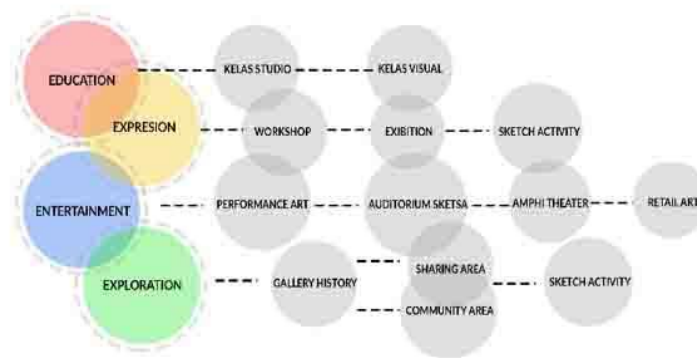 EDUCATION
KELAS STUDIO
KELAS VISUAL
EXPRESION
WORKSHOP
EXIBITION
SKETCH ACTIVITY
ENTERTAINMENT
PERFORMANCE ART
AUDITORIUM SKETSA
AMPHI THEATER
RETAIL ART
EXPLORATION
GALLERY HISTORY
SHARING AREA
COMMUNITY AREA
SKETCH ACTIVITY